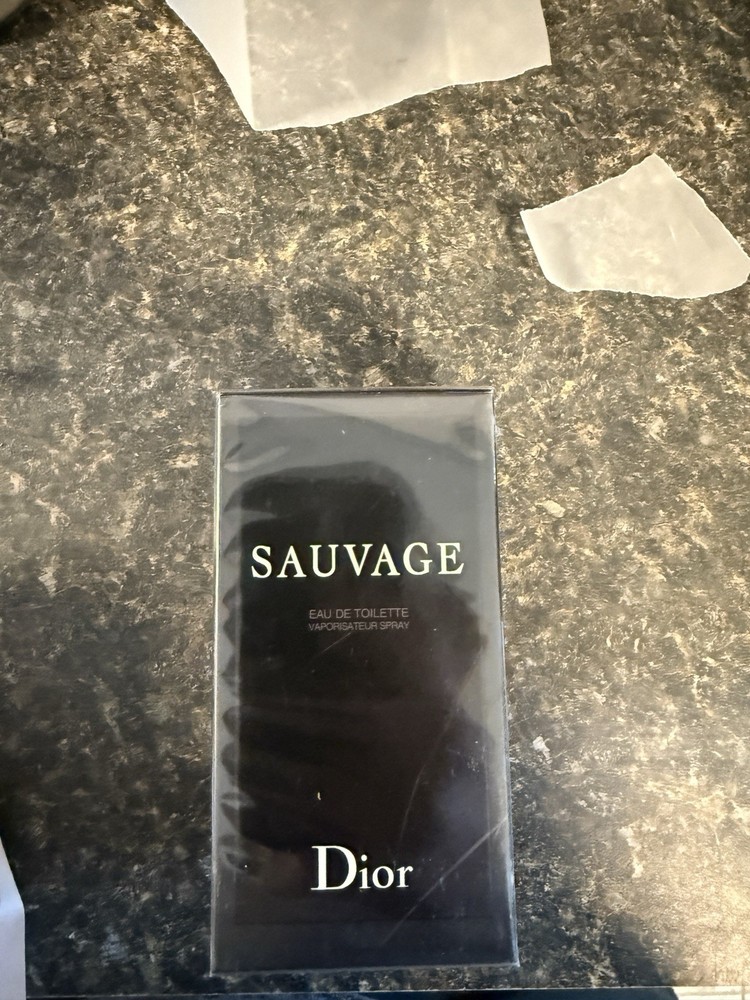 SAUVAGE
EAU DE TOILETTE
VAPORISATEUR SPRAY
Dior